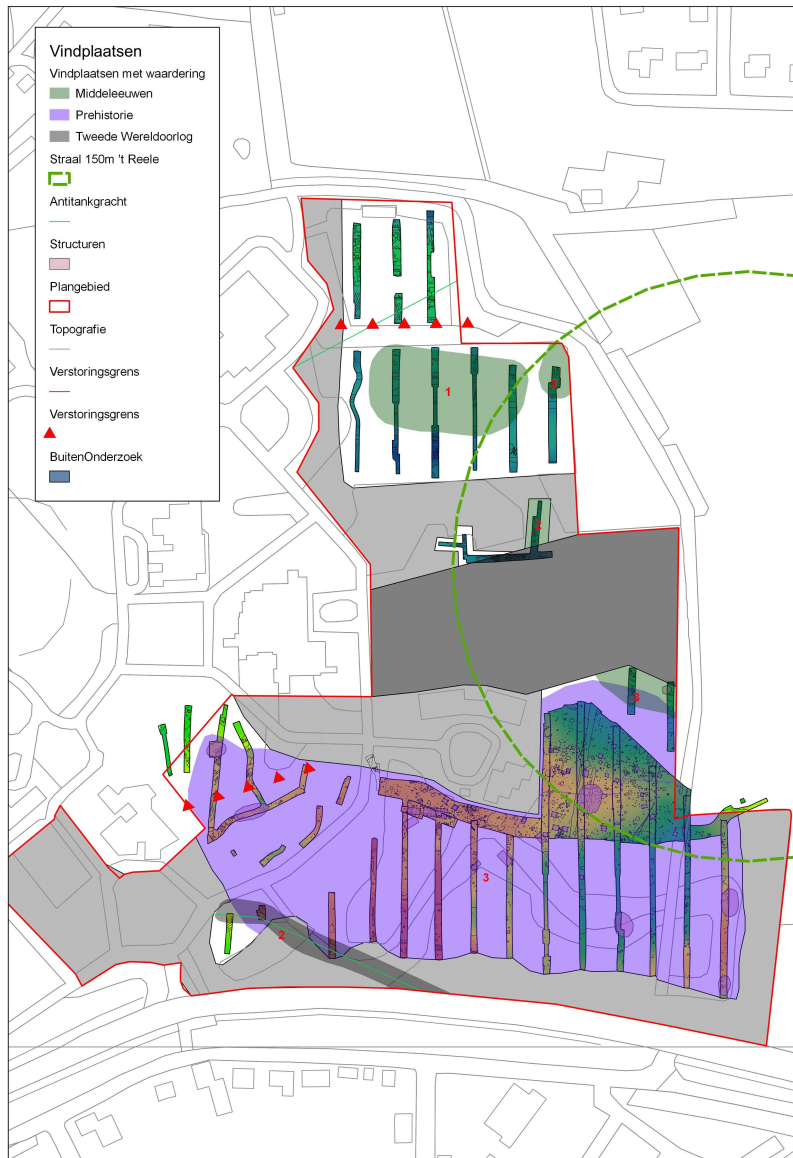 Vindplaatsen
Vindplaatsen met waardering
Middeleeuwen
Prehistorie
Tweede Wereldoorlog
Straal 150m 't Reele
Antitankgracht
Structuren
Plangebied
Topografie
Verstoringsgrens
Verstoringsgrens
BuitenOnderzoek
1
2
3
3
2